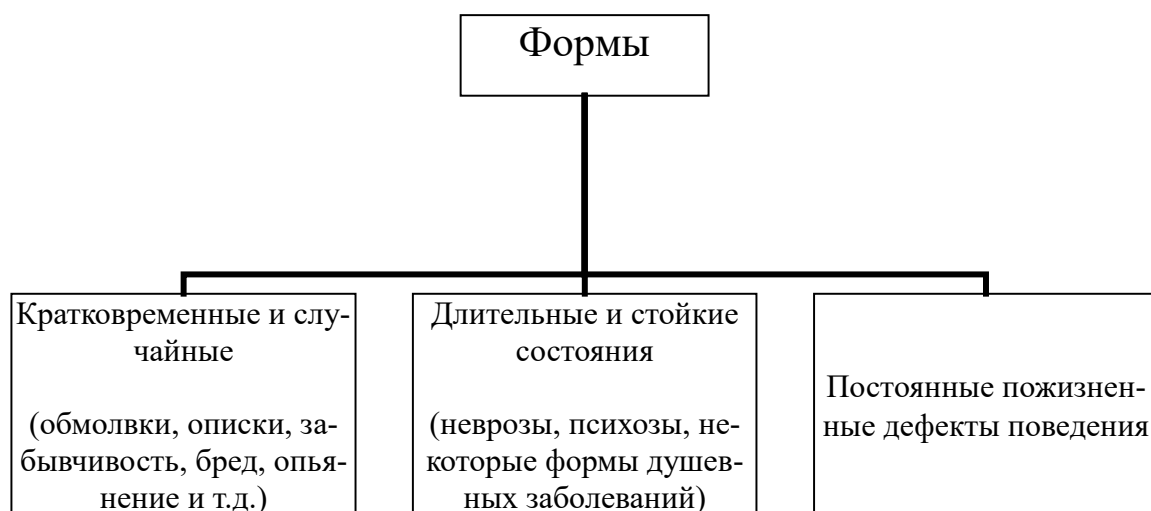 Формы
Кратковременные и слу-
чайные
(обмолвки, описки, за-
бывчивость, бред, опья-
нение и т.д.)
Длительные и стойкие
состояния
(неврозы, психозы, не-
которые формы душев-
ных заболеваний)
Постоянные пожизнен-
ные дефекты поведения